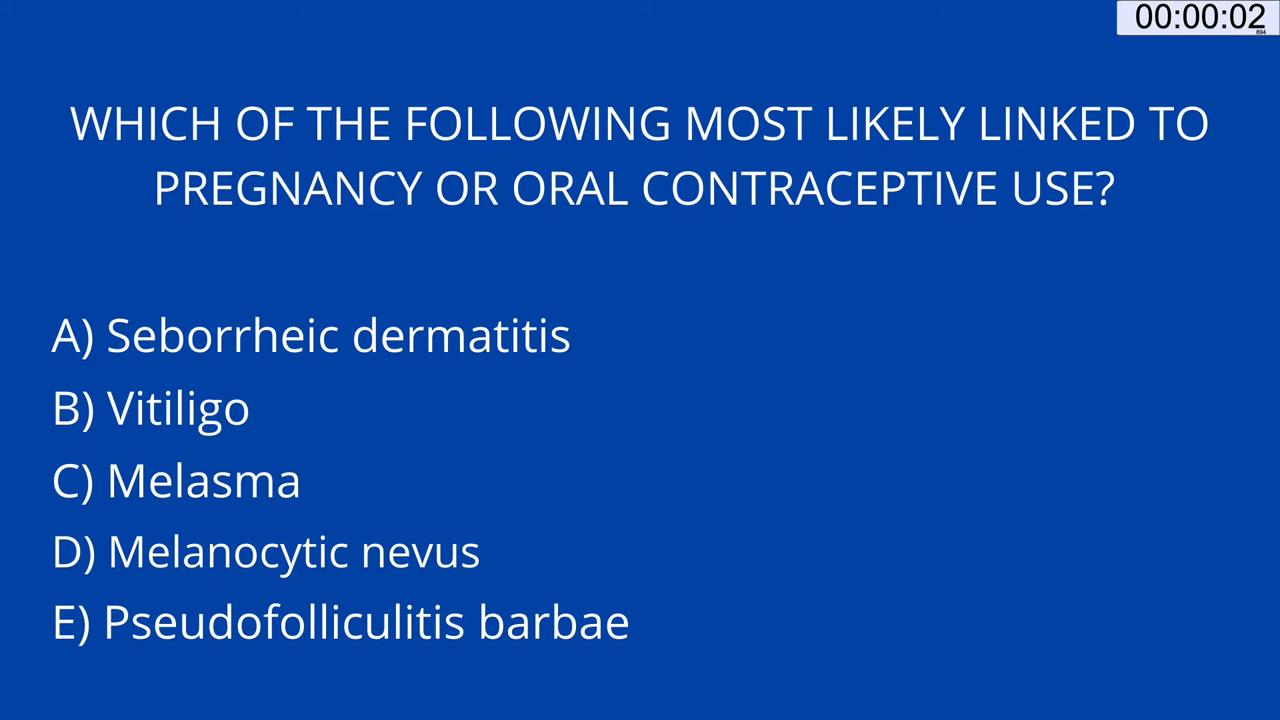 00:00:02
894
WHICH OF THE FOLLOWING MOST LIKELY LINKED TO
PREGNANCY OR ORAL CONTRACEPTIVE USE?
A) Seborrheic dermatitis
B) Vitiligo
C) Melasma
D) Melanocytic nevus
E) Pseudofolliculitis barbae